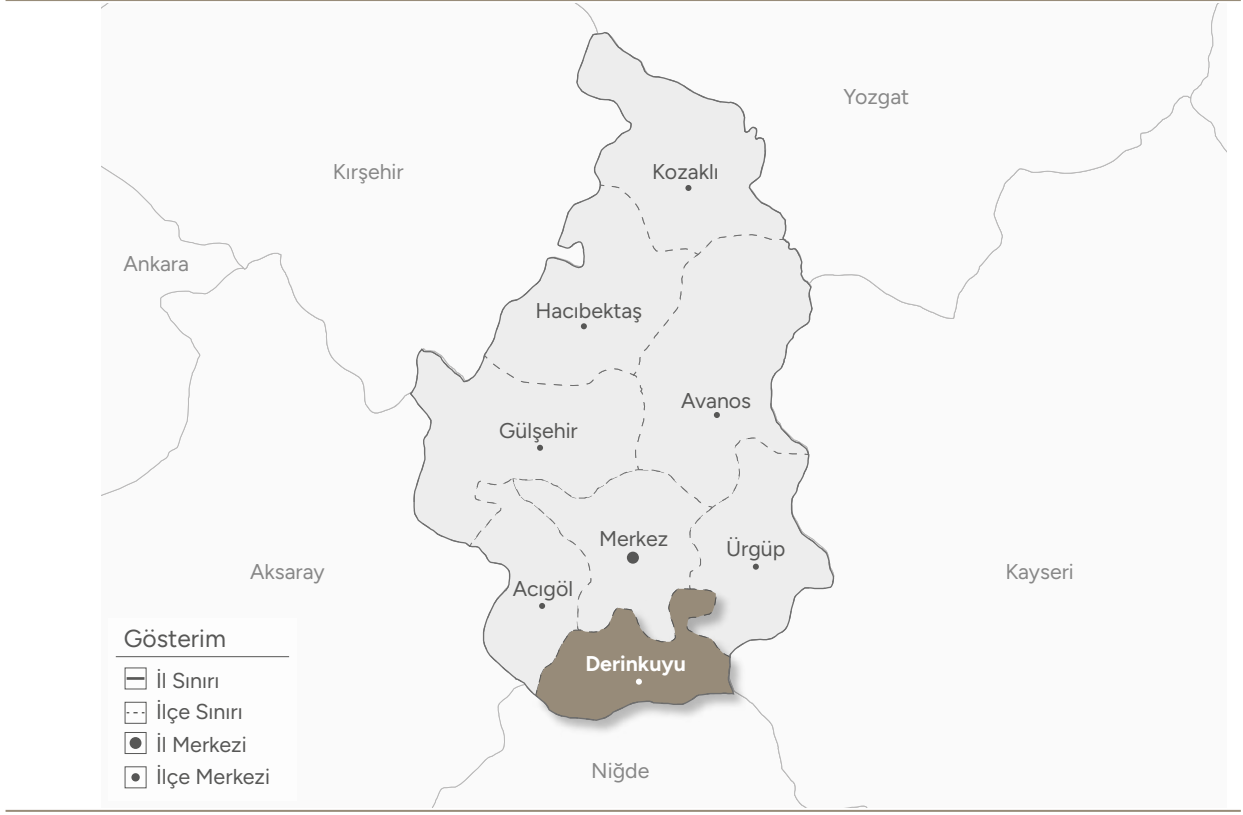 Yozgat
Kırşehir
Kozaklı
Ankara
Hacıbektaş
Avanos
Gülşehir
Merkez
Ürgüp
Aksaray
Kayseri
Acıgöl
Derinkuyu
Niğde
Gösterim
İl Sınırı
İlçe Sınırı
İl Merkezi
İlçe Merkezi